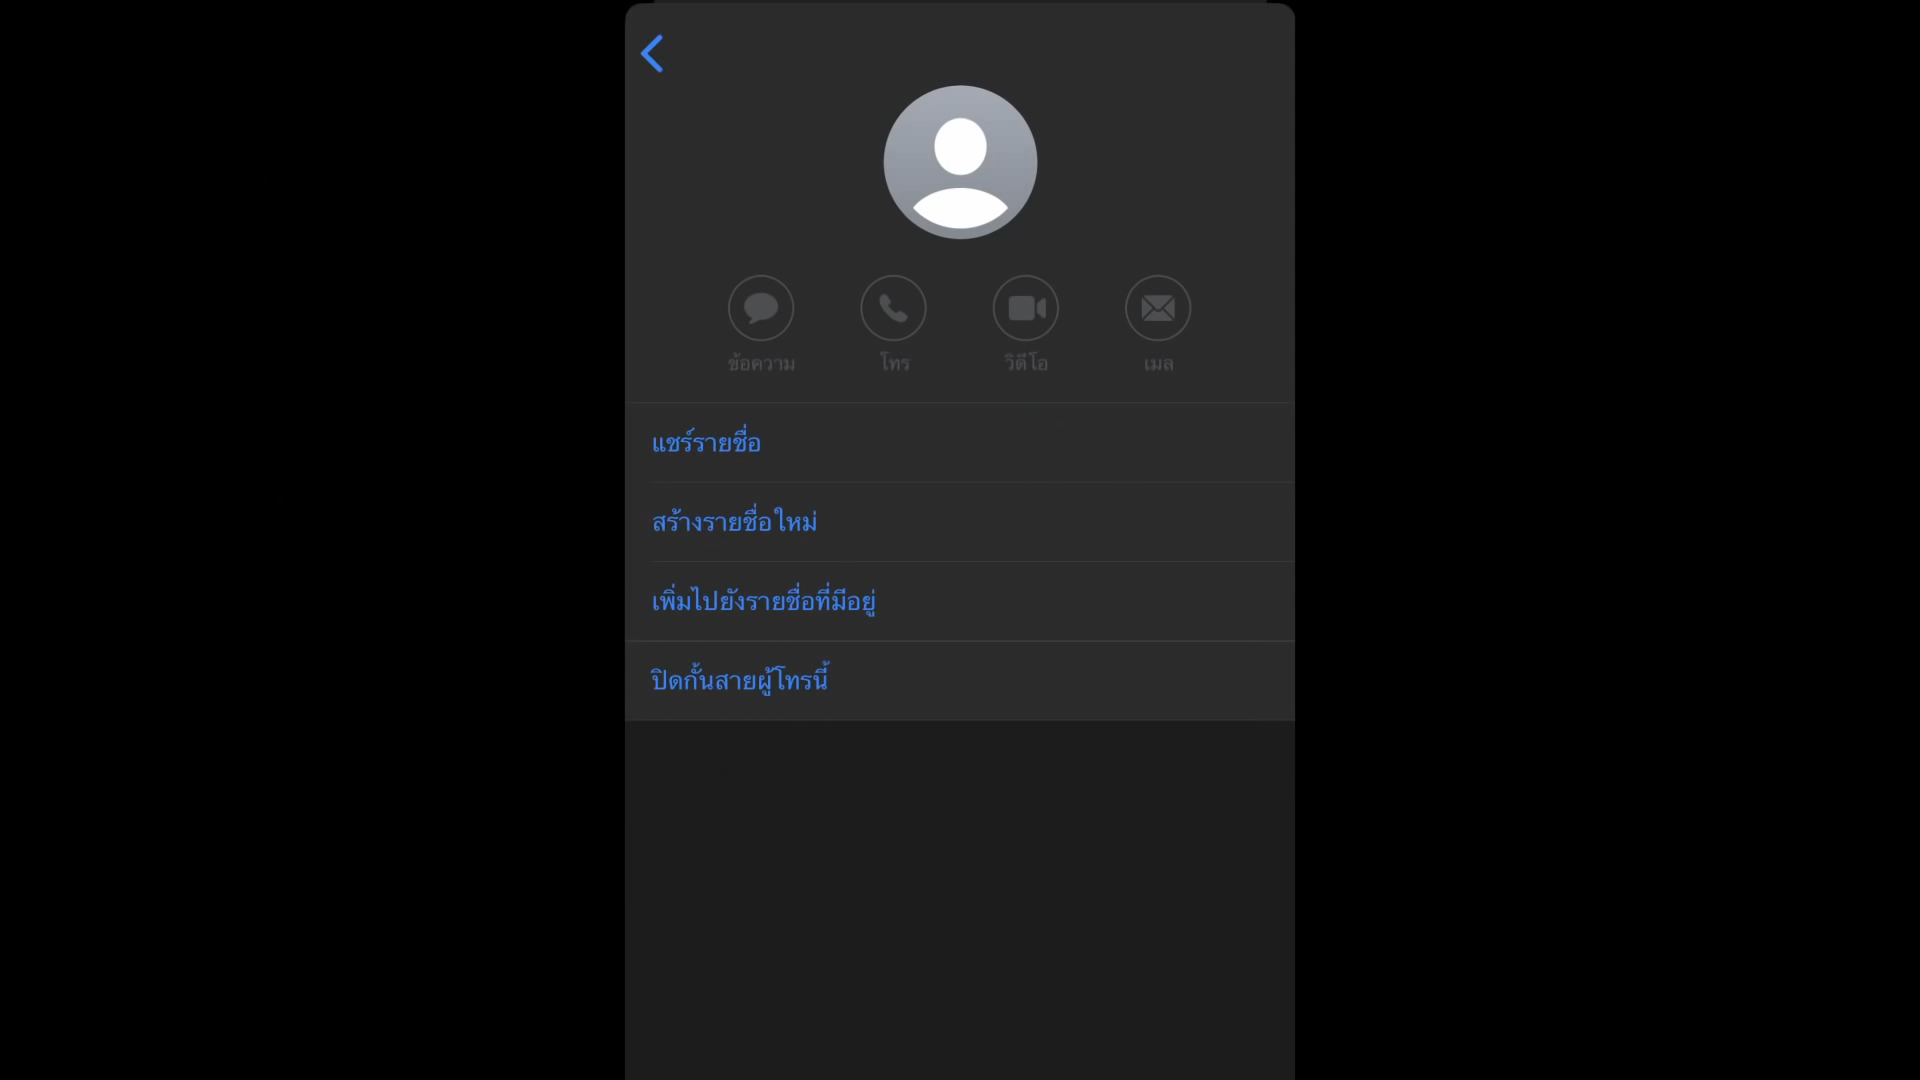 ข้อความ โทร วิดีโอ เมล
แชร์รายชื่อ
สร้างรายชื่อใหม่
เพิ่มไปยังรายชื่อที่มีอยู่
ปิดกั้นสายผู้โทรนี้